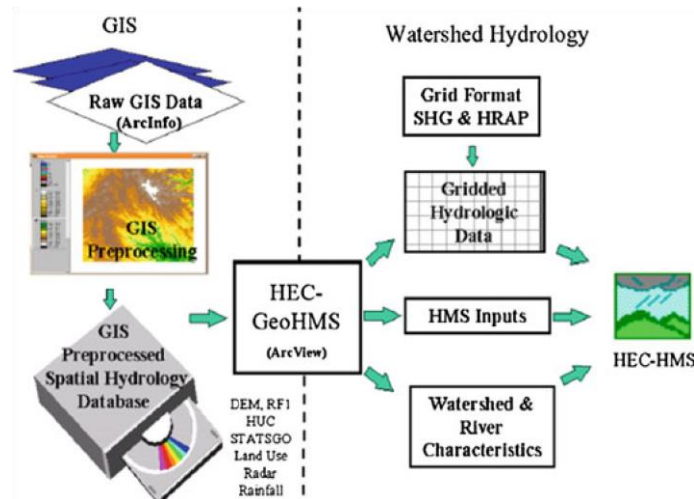 GIS
Raw GIS Data
(ArcInfo)
GIS
Preprocessing
GIS
Preprocessed
Spatial Hydrology
Database
DEM, RF1
HUC
STATSGO
Land Use
Radar
Rainfall
HEC-
GeoHMS
(ArcView)
Watershed Hydrology
Grid Format
SHG & HRAP
Gridded
Hydrologic
Data
HMS Inputs
Watershed &
River
Characteristics
HEC-HMS